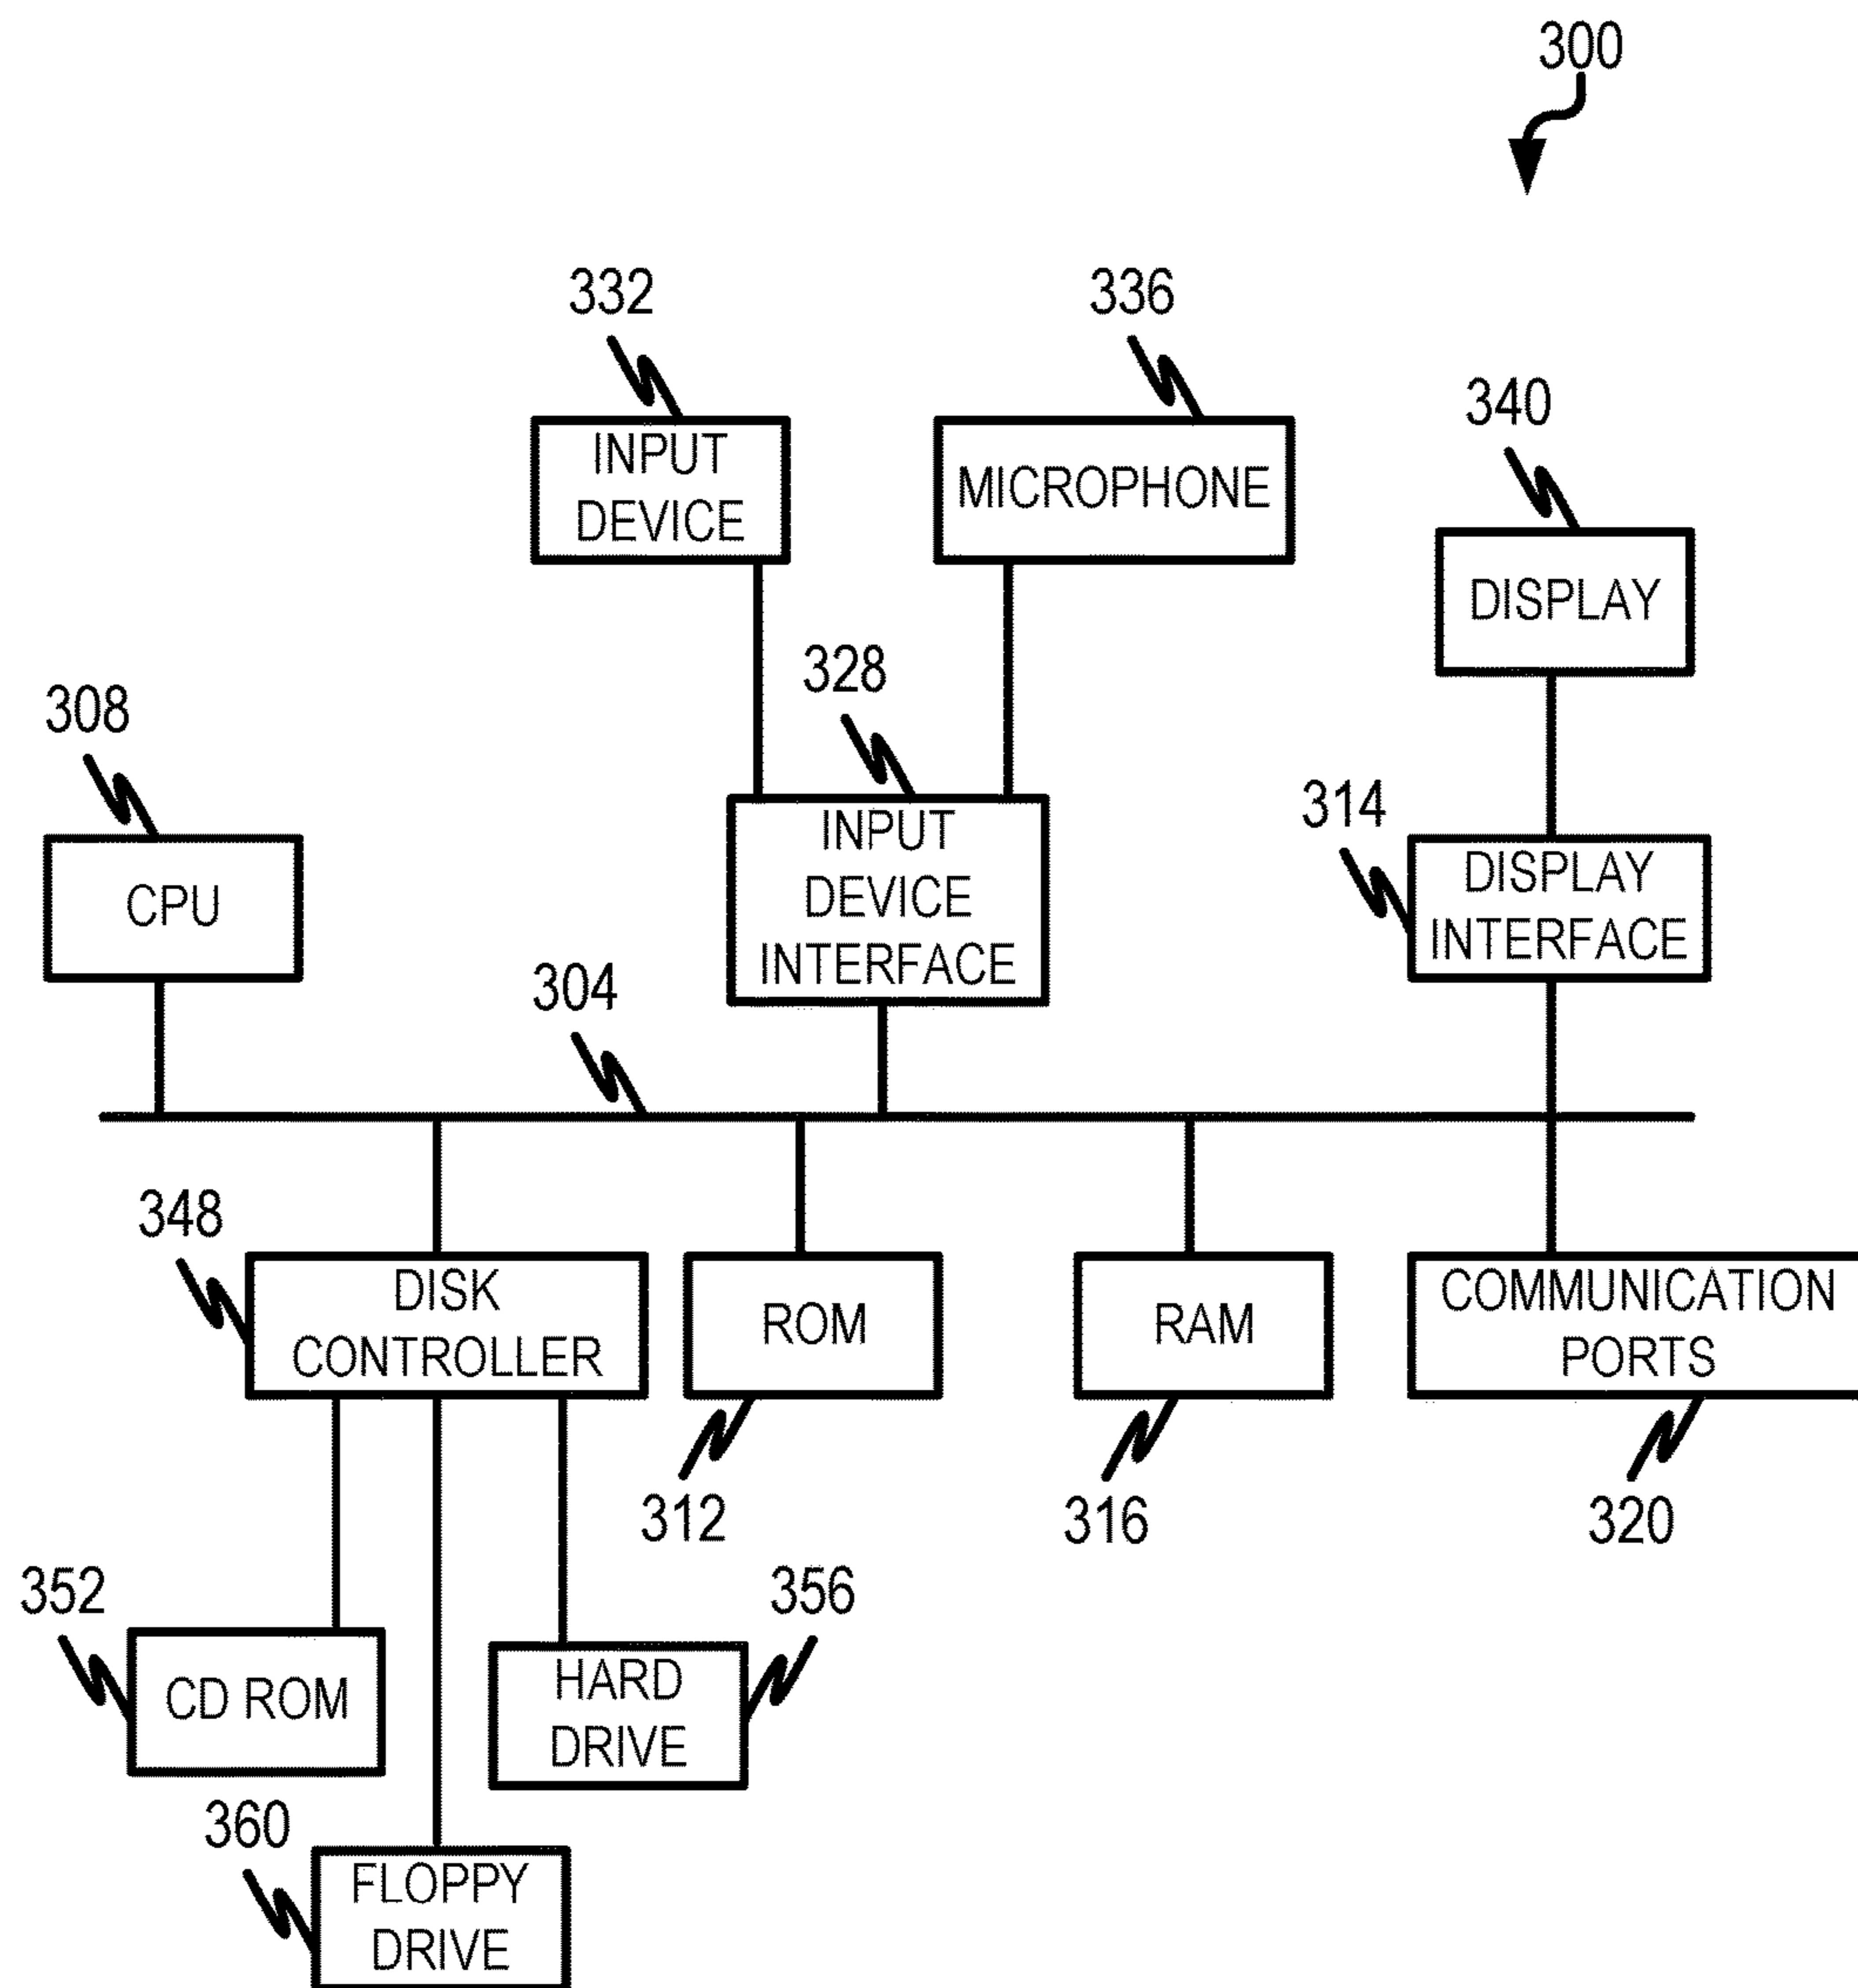 300
332
336
340
INPUT
DEVICE
MICROPHONE
DISPLAY
328
308
314
INPUT
DEVICE
INTERFACE
CPU
DISPLAY
INTERFACE
304
348
DISK
CONTROLLER
ROM
RAM
COMMUNICATION
PORTS
312
316
320
352
356
CD ROM
HARD
DRIVE
360
FLOPPY
DRIVE